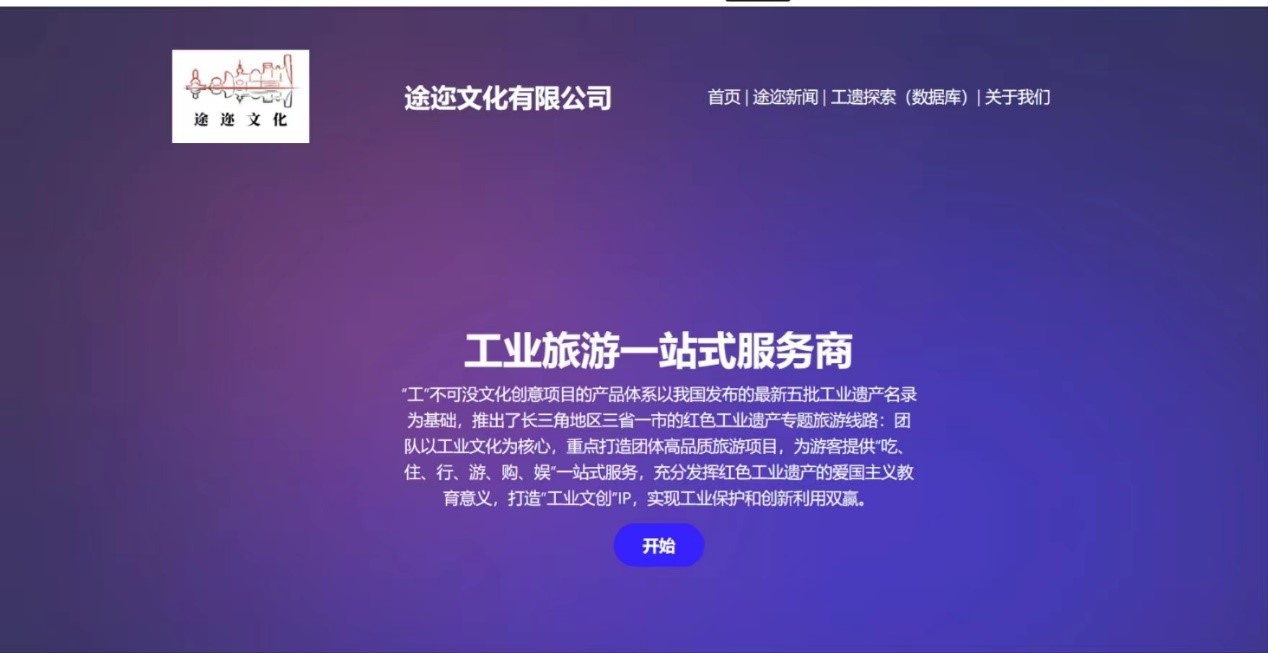 途迩文化
途迩文化有限公司
首页 | 途迩新闻 | 工遗探索（数据库）| 关于我们
工业旅游一站式服务商
“工”不可没文化创意项目的产品体系以我国发布的最新五批工业遗产名录
为基础，推出了长三角地区三省一市的红色工业遗产专题旅游线路：团
队以工业文化为核心，重点打造团体高品质旅游项目，为游客提供“吃、
住、行、游、购、娱”一站式服务，充分发挥红色工业遗产的爱国主义教
育意义，打造“工业文创”IP，实现工业保护和创新利用双赢。
开始